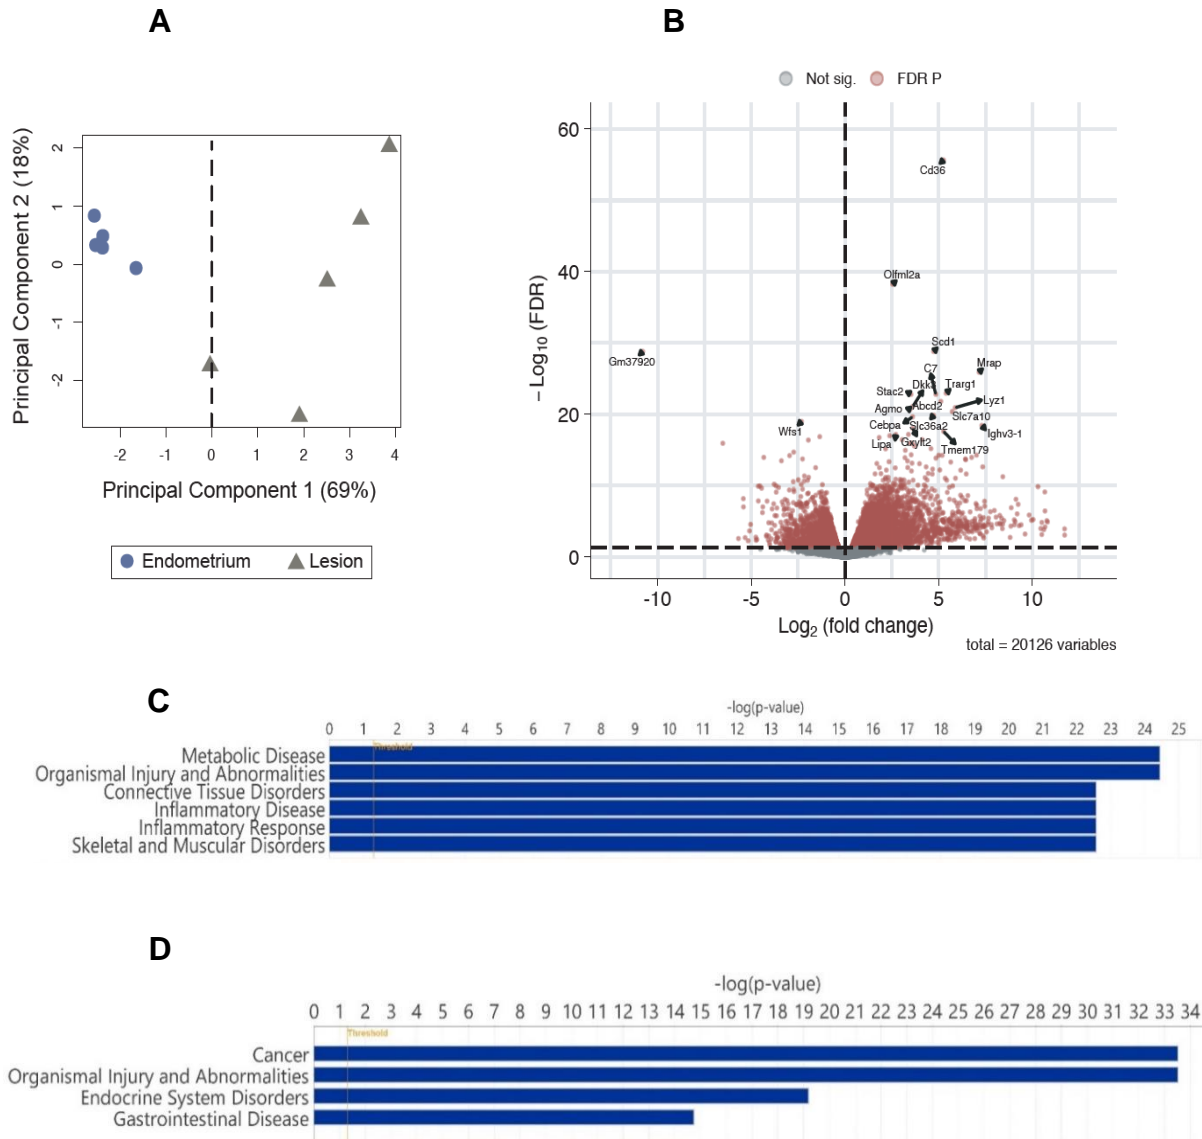 A
B
Principal Component 2 (18%)
2
1
0
-1
-2
-2
-1
0
1
2
3
4
Principal Component 1 (69%)
Endometrium
Lesion
Not sig.
FDR P
– Log10 (FDR)
60
40
20
0
Cd36
Olfml2a
Gm37920
Scd1
Mrap
C7
Dkk3
Trarg1
Stac2
Lyz1
Agmo
Abcd2
Slc7a10
Cebpa
Slc36a2
Ighv3-1
Wfs1
Lipa
Gxylt2
Tmem179
-10
-5
0
5
10
Log2 (fold change)
total = 20126 variables
C
-log(p-value)
0 1 2 3 4 5 6 7 8 9 10 11 12 13 14 15 16 17 18 19 20 21 22 23 24 25
Threshold
Metabolic Disease
Organismal Injury and Abnormalities
Connective Tissue Disorders
Inflammatory Disease
Inflammatory Response
Skeletal and Muscular Disorders
D
-log(p-value)
0 1 2 3 4 5 6 7 8 9 10 11 12 13 14 15 16 17 18 19 20 21 22 23 24 25 26 27 28 29 30 31 32 33 34
Threshold
Cancer
Organismal Injury and Abnormalities
Endocrine System Disorders
Gastrointestinal Disease